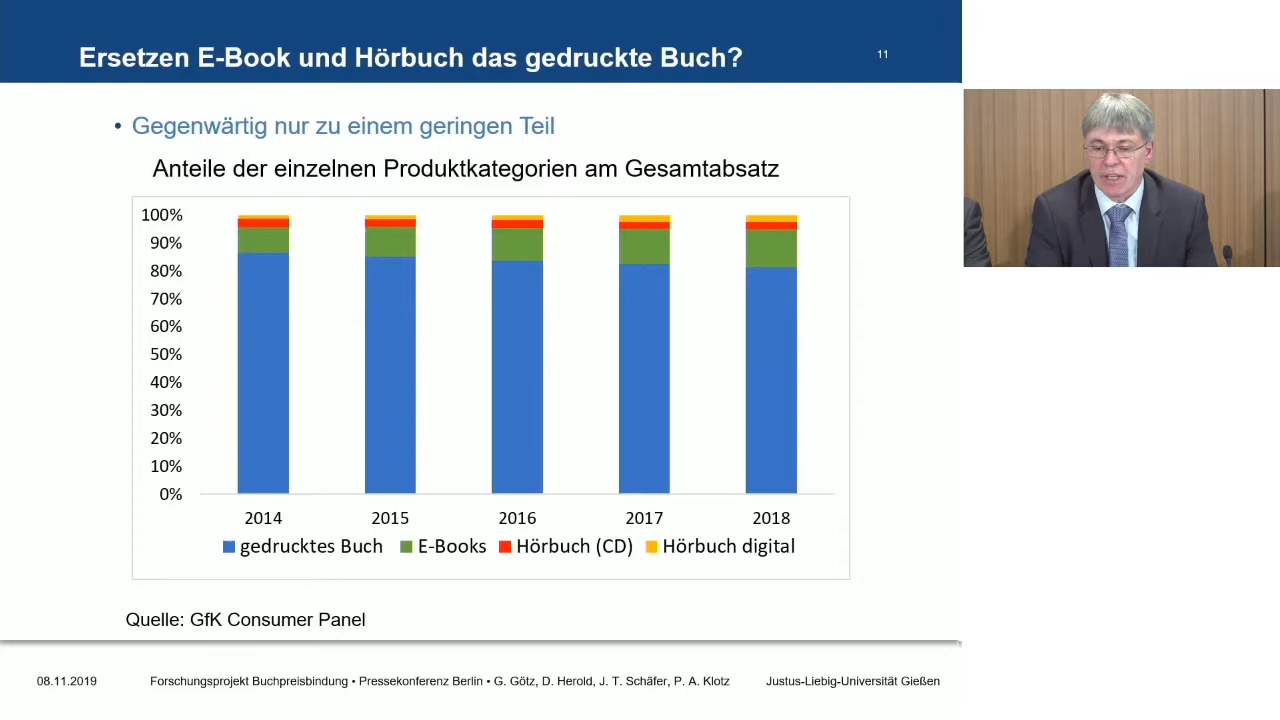 Ersetzen E-Book und Hörbuch das gedruckte Buch?
11
• Gegenwärtig nur zu einem geringen Teil
Anteile der einzelnen Produktkategorien am Gesamtabsatz
100%
90%
80%
70%
60%
50%
40%
30%
20%
10%
0%
2014 2015 2016 2017 2018
gedrucktes Buch E-Books Hörbuch (CD) Hörbuch digital
Quelle: GfK Consumer Panel
08.11.2019 Forschungsprojekt Buchpreisbindung • Pressekonferenz Berlin • G. Götz, D. Herold, J. T. Schäfer, P. A. Klotz Justus-Liebig-Universität Gießen